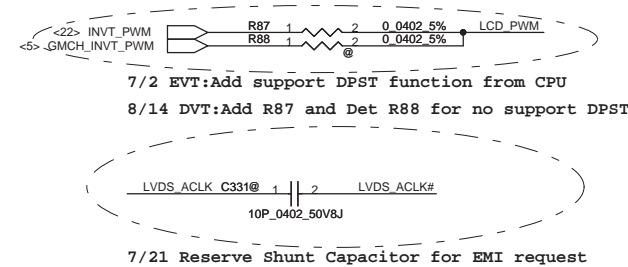 <22> INVT_PWM R87 1 2 0_0402_5% LCD_PWM
<5> GMCH_INVT_PWM R88 1 2 0_0402_5%
@
7/2 EVT:Add support DPST function from CPU
8/14 DVT:Add R87 and Det R88 for no support DPST
LVDS_ACLK C331@ 1 2 LVDS_ACLK#
10P_0402_50V8J
7/21 Reserve Shunt Capacitor for EMI request